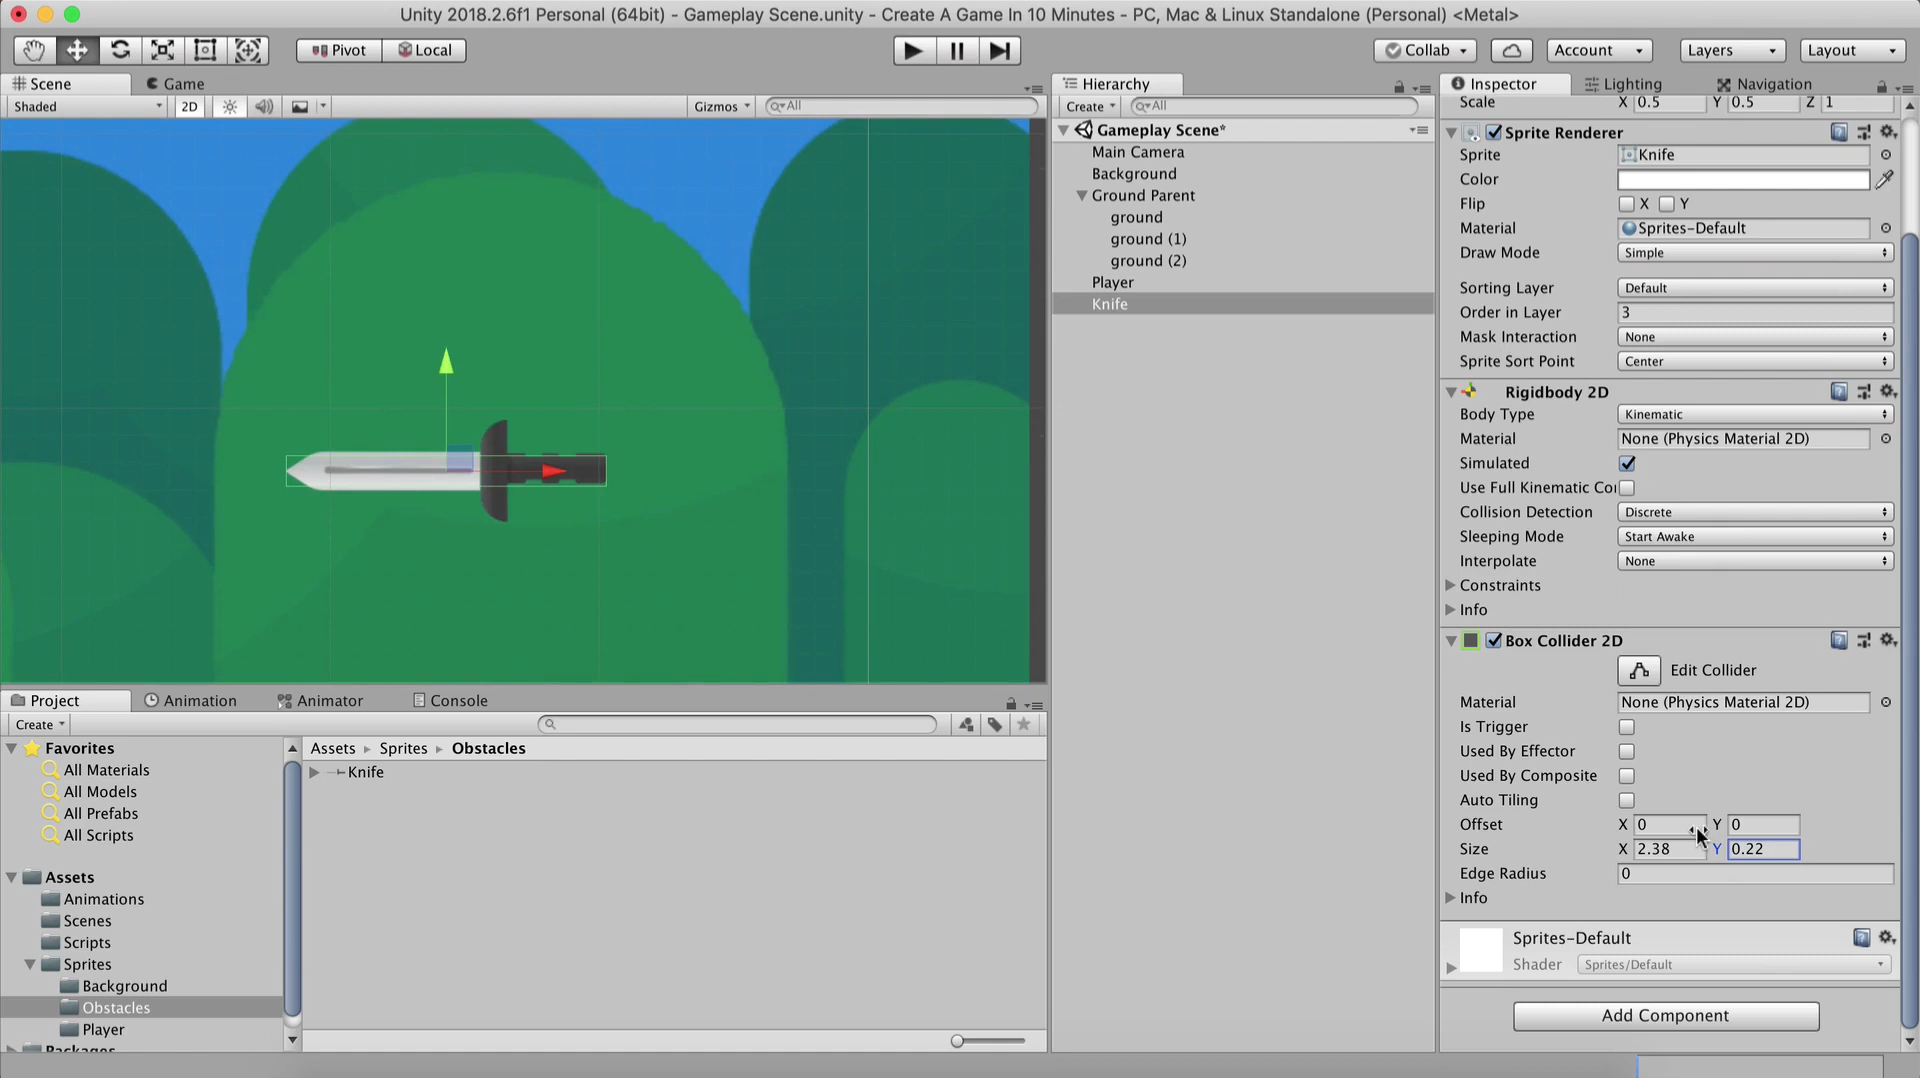 Unity 2018.2.6f1 Personal (64bit) - Gameplay Scene.unity - Create A Game In 10 Minutes - PC, Mac & Linux Standalone (Personal) <Metal>
Pivot Local Collab Account Layers Layout
Scene Game
Shaded 2D Gizmos All
Hierarchy
Create All
Gameplay Scene*
Main Camera
Background
Ground Parent
ground
ground (1)
ground (2)
Player
Knife
Inspector Lighting Navigation
Scale X 0.5 Y 0.5 Z 1
Sprite Renderer
Sprite Knife
Color
Flip X Y
Material Sprites-Default
Draw Mode Simple
Sorting Layer Default
Order in Layer 3
Mask Interaction None
Sprite Sort Point Center
Rigidbody 2D
Body Type Kinematic
Material None (Physics Material 2D)
Simulated
Use Full Kinematic Co
Collision Detection Discrete
Sleeping Mode Start Awake
Interpolate None
Constraints
Info
Box Collider 2D
Edit Collider
Material None (Physics Material 2D)
Is Trigger
Used By Effector
Used By Composite
Auto Tiling
Offset X 0 Y 0
Size X 2.38 Y 0.22
Edge Radius 0
Info
Sprites-Default
Shader Sprites/Default
Add Component
Project Animation Animator Console
Create
Favorites
All Materials
All Models
All Prefabs
All Scripts
Assets
Animations
Scenes
Scripts
Sprites
Background
Obstacles
Player
Packages
Assets Sprites Obstacles
Knife